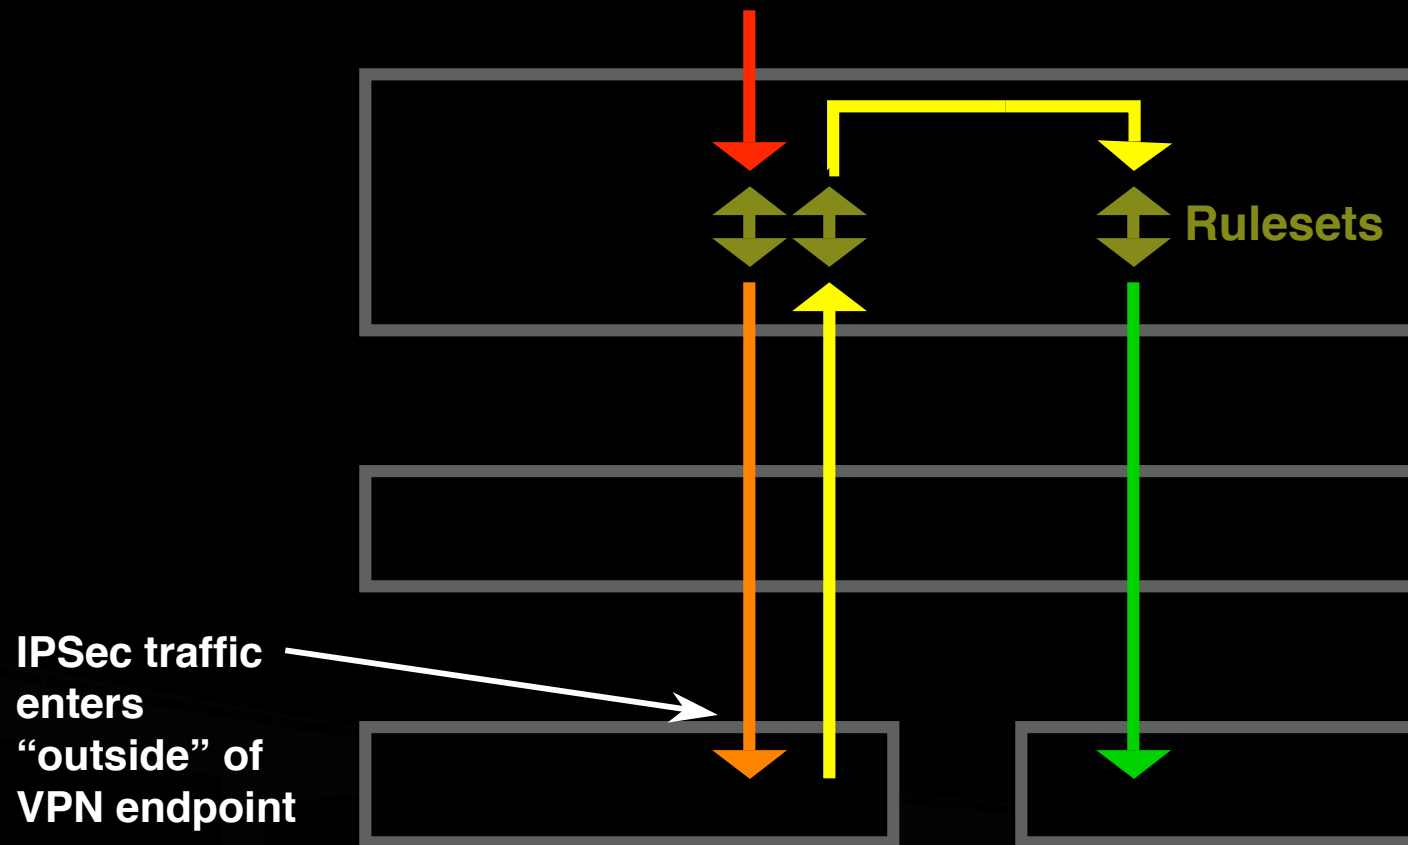 Rulesets
IPSec traffic
enters
“outside” of
VPN endpoint